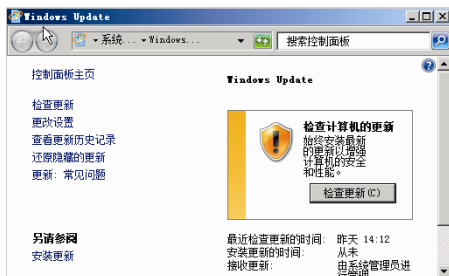 Windows Update
系统... Windows...
搜索控制面板
控制面板主页
检查更新
更改设置
查看更新历史记录
还原隐藏的更新
更新: 常见问题
另请参阅
安装更新
Windows Update
检查计算机的更新
始终安装最新
的更新以增强
计算机的安全
和性能。
检查更新(C)
最近检查更新的时间: 昨天 14:12
安装更新的时间: 从未
接收更新: 由系统管理员进
行管理